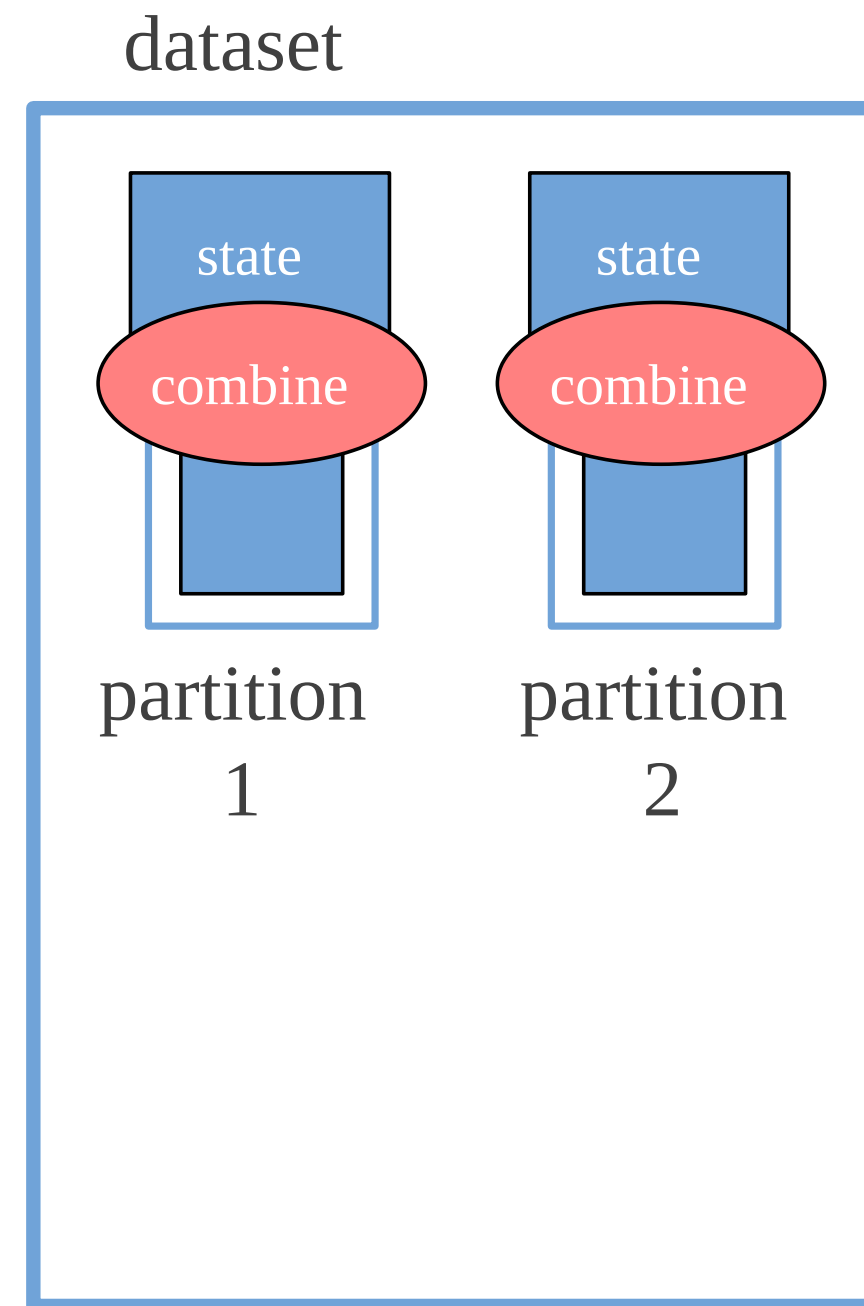 dataset
state
state
combine
combine
partition
1
partition
2